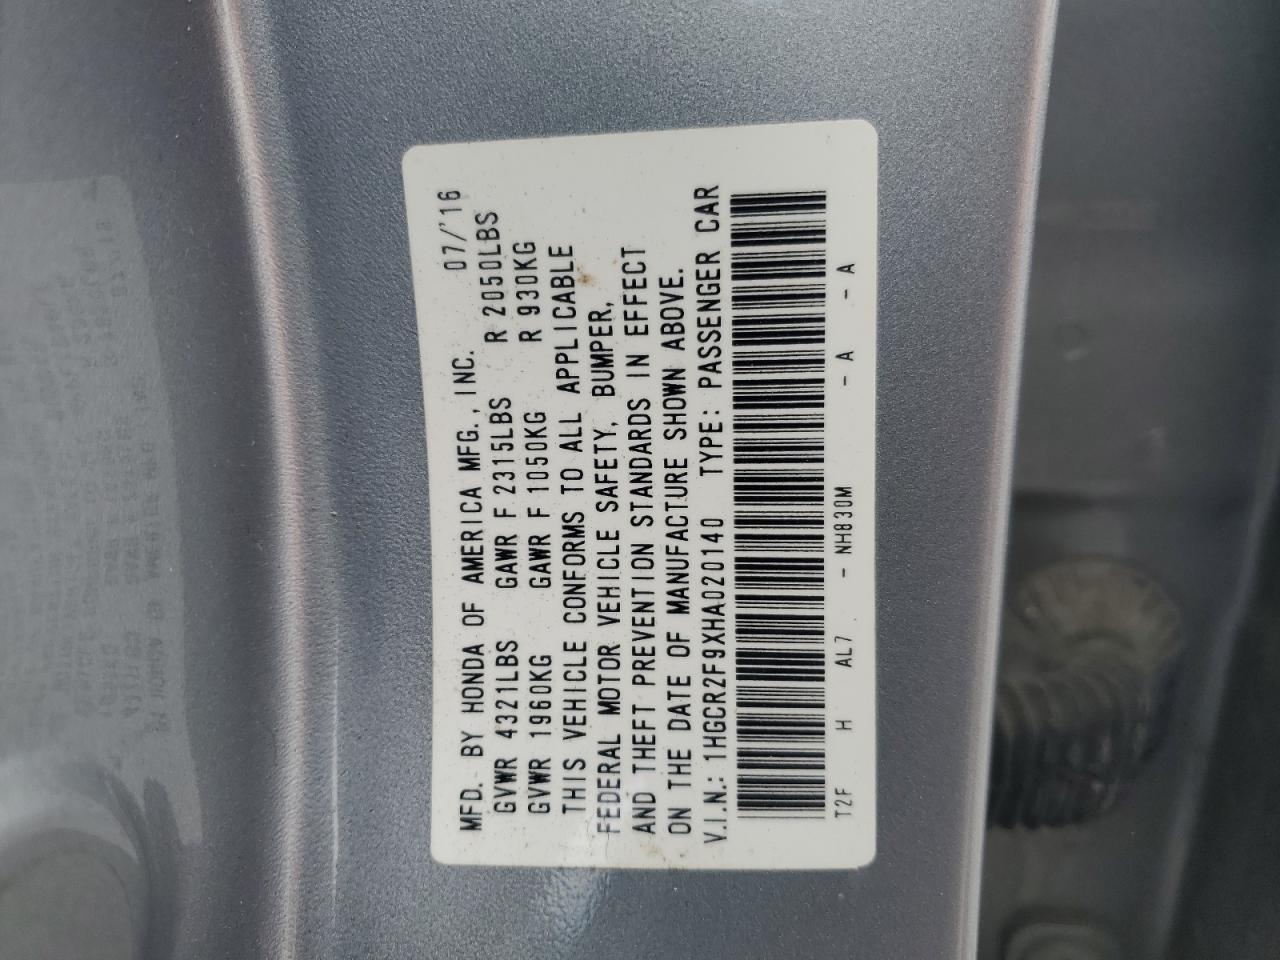 MFD. BY HONDA OF AMERICA MFG., INC. 07/'16
GVWR 4321LBS GAWR F 2315LBS R 2050LBS
GVWR 1960KG GAWR F 1050KG R 930KG
THIS VEHICLE CONFORMS TO ALL APPLICABLE
FEDERAL MOTOR VEHICLE SAFETY, BUMPER,
AND THEFT PREVENTION STANDARDS IN EFFECT
ON THE DATE OF MANUFACTURE SHOWN ABOVE.
V.I.N.: 1HGCR2F9XHA020140 TYPE: PASSENGER CAR
T2F H AL7 - NH830M - A - A